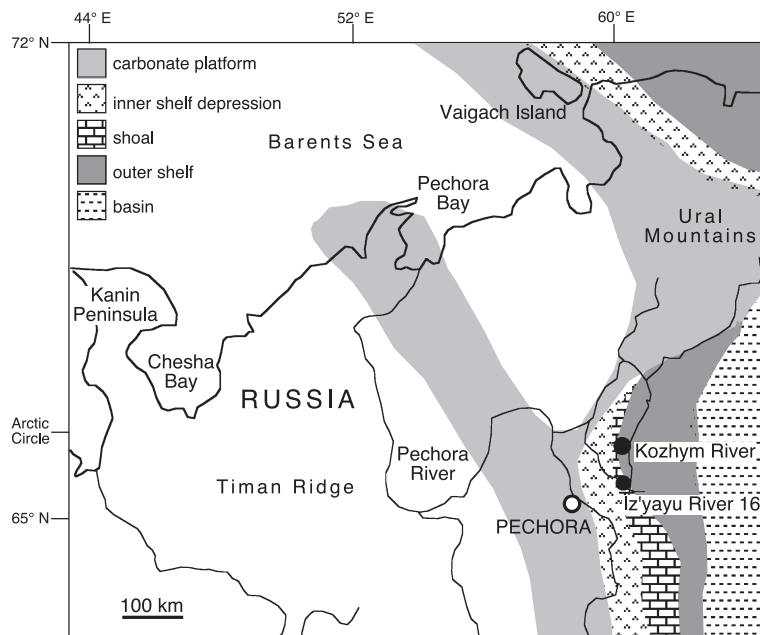 44° E
52° E
60° E
72° N
carbonate platform
inner shelf depression
shoal
outer shelf
basin
Vaigach Island
Barents Sea
Pechora
Bay
Ural
Mountains
Kanin
Peninsula
Chesha
Bay
RUSSIA
Arctic
Circle
Pechora
River
Kozhym River
Timan Ridge
Iz'yayu River 16
65° N
PECHORA
100 km